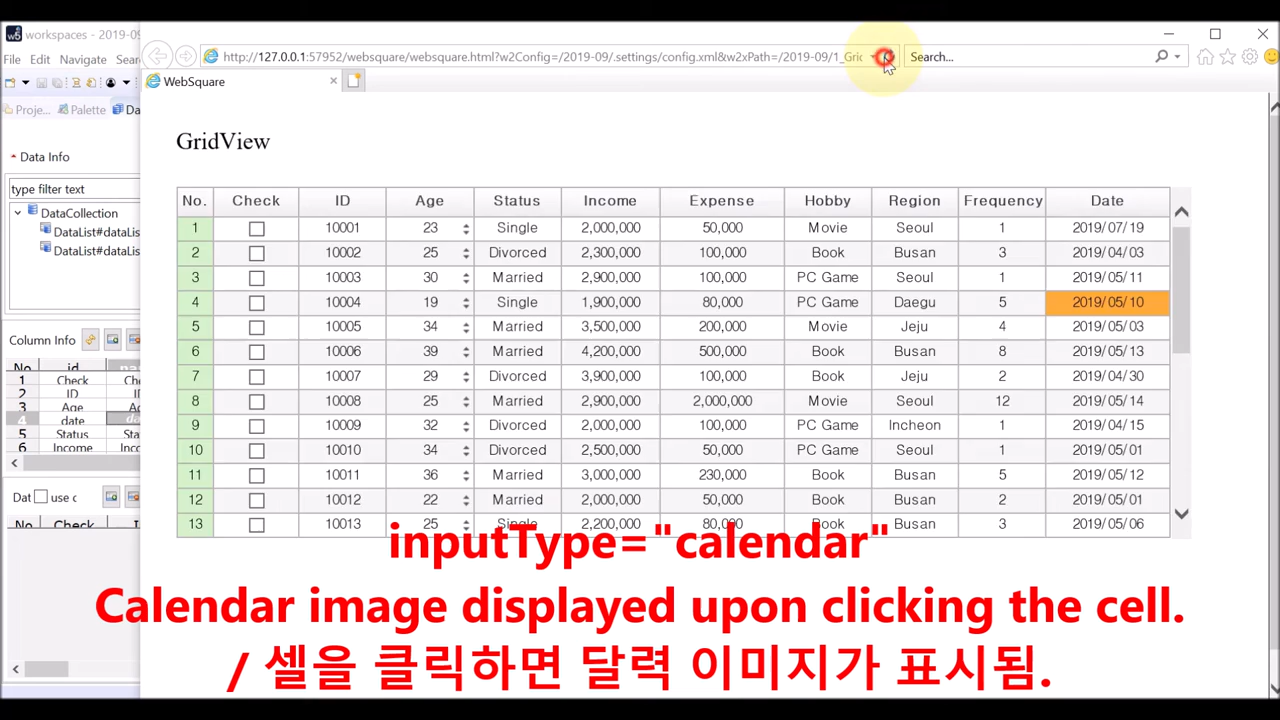 workspaces - 2019-09
File Edit Navigate Sear
http://127.0.0.1:57952/websquare/websquare.html?w2Config=/2019-09/.settings/config.xml&w2xPath=/2019-09/1_Gric
Search...
WebSquare
Proje... Palette Da
Data Info
type filter text
DataCollection
DataList#dataLis
DataList#dataLis
Column Info
No id
1 Check Che
2 ID
3 Age Ag
4 date da
5 Status Sta
6 Income Inco
Dat use c
No Check
GridView
No. Check ID Age Status Income Expense Hobby Region Frequency Date
1 10001 23 Single 2,000,000 50,000 Movie Seoul 1 2019/07/19
2 10002 25 Divorced 2,300,000 100,000 Book Busan 3 2019/04/03
3 10003 30 Married 2,900,000 100,000 PC Game Seoul 1 2019/05/11
4 10004 19 Single 1,900,000 80,000 PC Game Daegu 5 2019/05/10
5 10005 34 Married 3,500,000 200,000 Movie Jeju 4 2019/05/03
6 10006 39 Married 4,200,000 500,000 Book Busan 8 2019/05/13
7 10007 29 Divorced 3,900,000 100,000 Book Jeju 2 2019/04/30
8 10008 25 Married 2,900,000 2,000,000 Movie Seoul 12 2019/05/14
9 10009 32 Divorced 2,000,000 100,000 PC Game Incheon 1 2019/04/15
10 10010 34 Divorced 2,500,000 50,000 PC Game Seoul 1 2019/05/01
11 10011 36 Married 3,000,000 230,000 Book Busan 5 2019/05/12
12 10012 22 Married 2,000,000 50,000 Book Busan 2 2019/05/01
13 10013 25 Single 2,200,000 80,000 Book Busan 3 2019/05/06
inputType="calendar"
Calendar image displayed upon clicking the cell.
/ 셀을 클릭하면 달력 이미지가 표시됨.